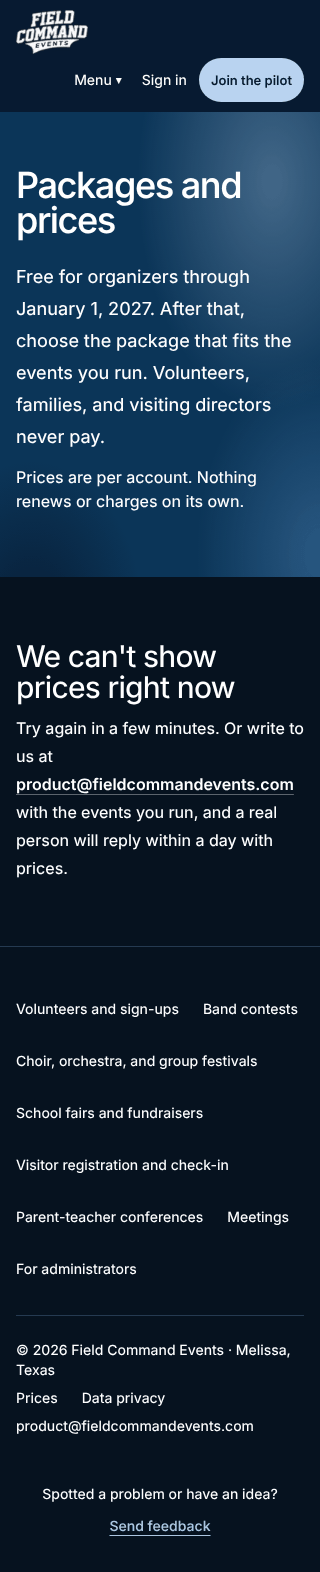 FIELD
COMMAND
EVENTS
Menu ▾ Sign in Join the pilot
Packages and
prices
Free for organizers through
January 1, 2027. After that,
choose the package that fits the
events you run. Volunteers,
families, and visiting directors
never pay.
Prices are per account. Nothing
renews or charges on its own.
We can't show
prices right now
Try again in a few minutes. Or write to
us at
product@fieldcommandevents.com
with the events you run, and a real
person will reply within a day with
prices.
Volunteers and sign-ups Band contests
Choir, orchestra, and group festivals
School fairs and fundraisers
Visitor registration and check-in
Parent-teacher conferences Meetings
For administrators
© 2026 Field Command Events · Melissa,
Texas
Prices Data privacy
product@fieldcommandevents.com
Spotted a problem or have an idea?
Send feedback